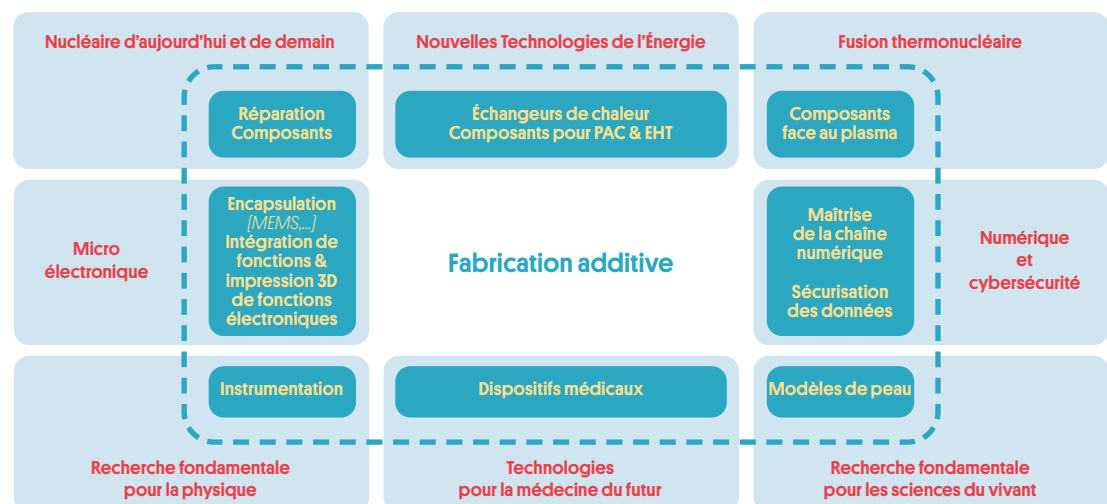 Nucléaire d'aujourd'hui et de demain
Nouvelles Technologies de l'Énergie
Fusion thermonucléaire
Réparation
Composants
Échangeurs de chaleur
Composants pour PAC & EHT
Composants
face au plasma
Micro
électronique
Encapsulation
[MEMS,...]
Intégration de
fonctions &
impression 3D
de fonctions
électroniques
Fabrication additive
Maîtrise
de la chaîne
numérique
Sécurisation
des données
Numérique
et
cybersécurité
Instrumentation
Dispositifs médicaux
Modèles de peau
Recherche fondamentale
pour la physique
Technologies
pour la médecine du futur
Recherche fondamentale
pour les sciences du vivant